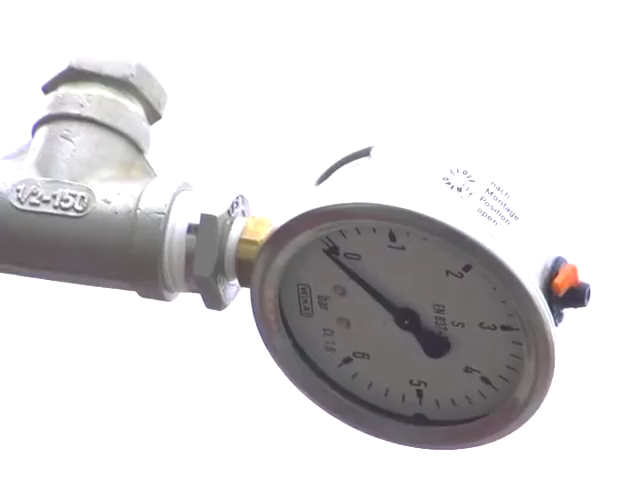 1/2-150
nach
Montage
Position
open
0
1
2
3
4
5
6
WIKA
bar
CL 1.6
EN 837-
S